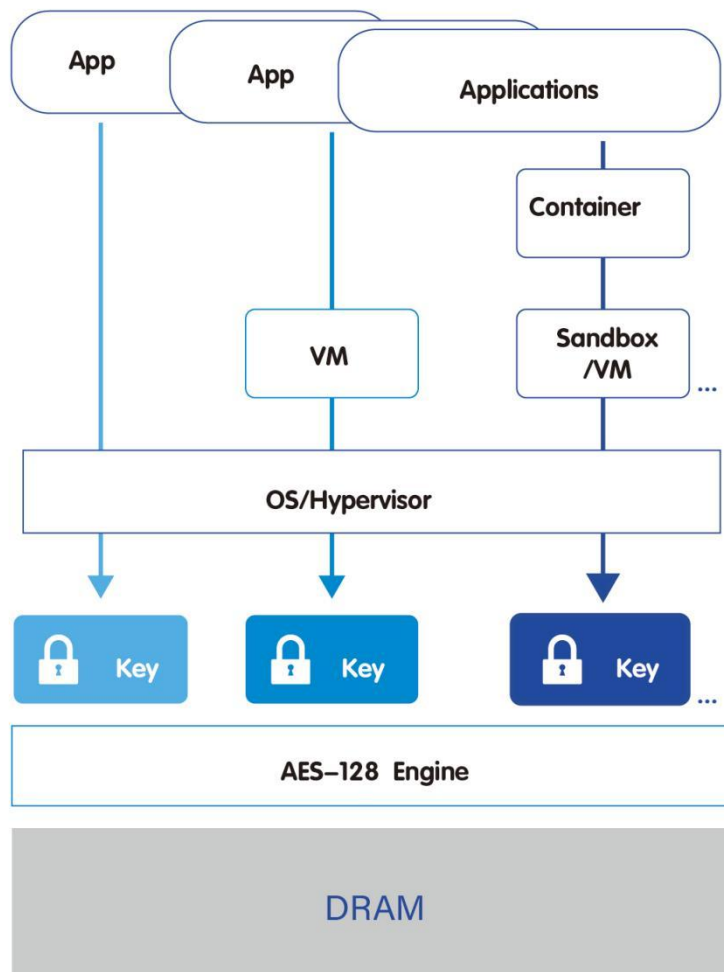 App
App
Applications
Container
VM
Sandbox
/VM
...
OS/Hypervisor
Key
Key
Key
...
AES–128 Engine
DRAM